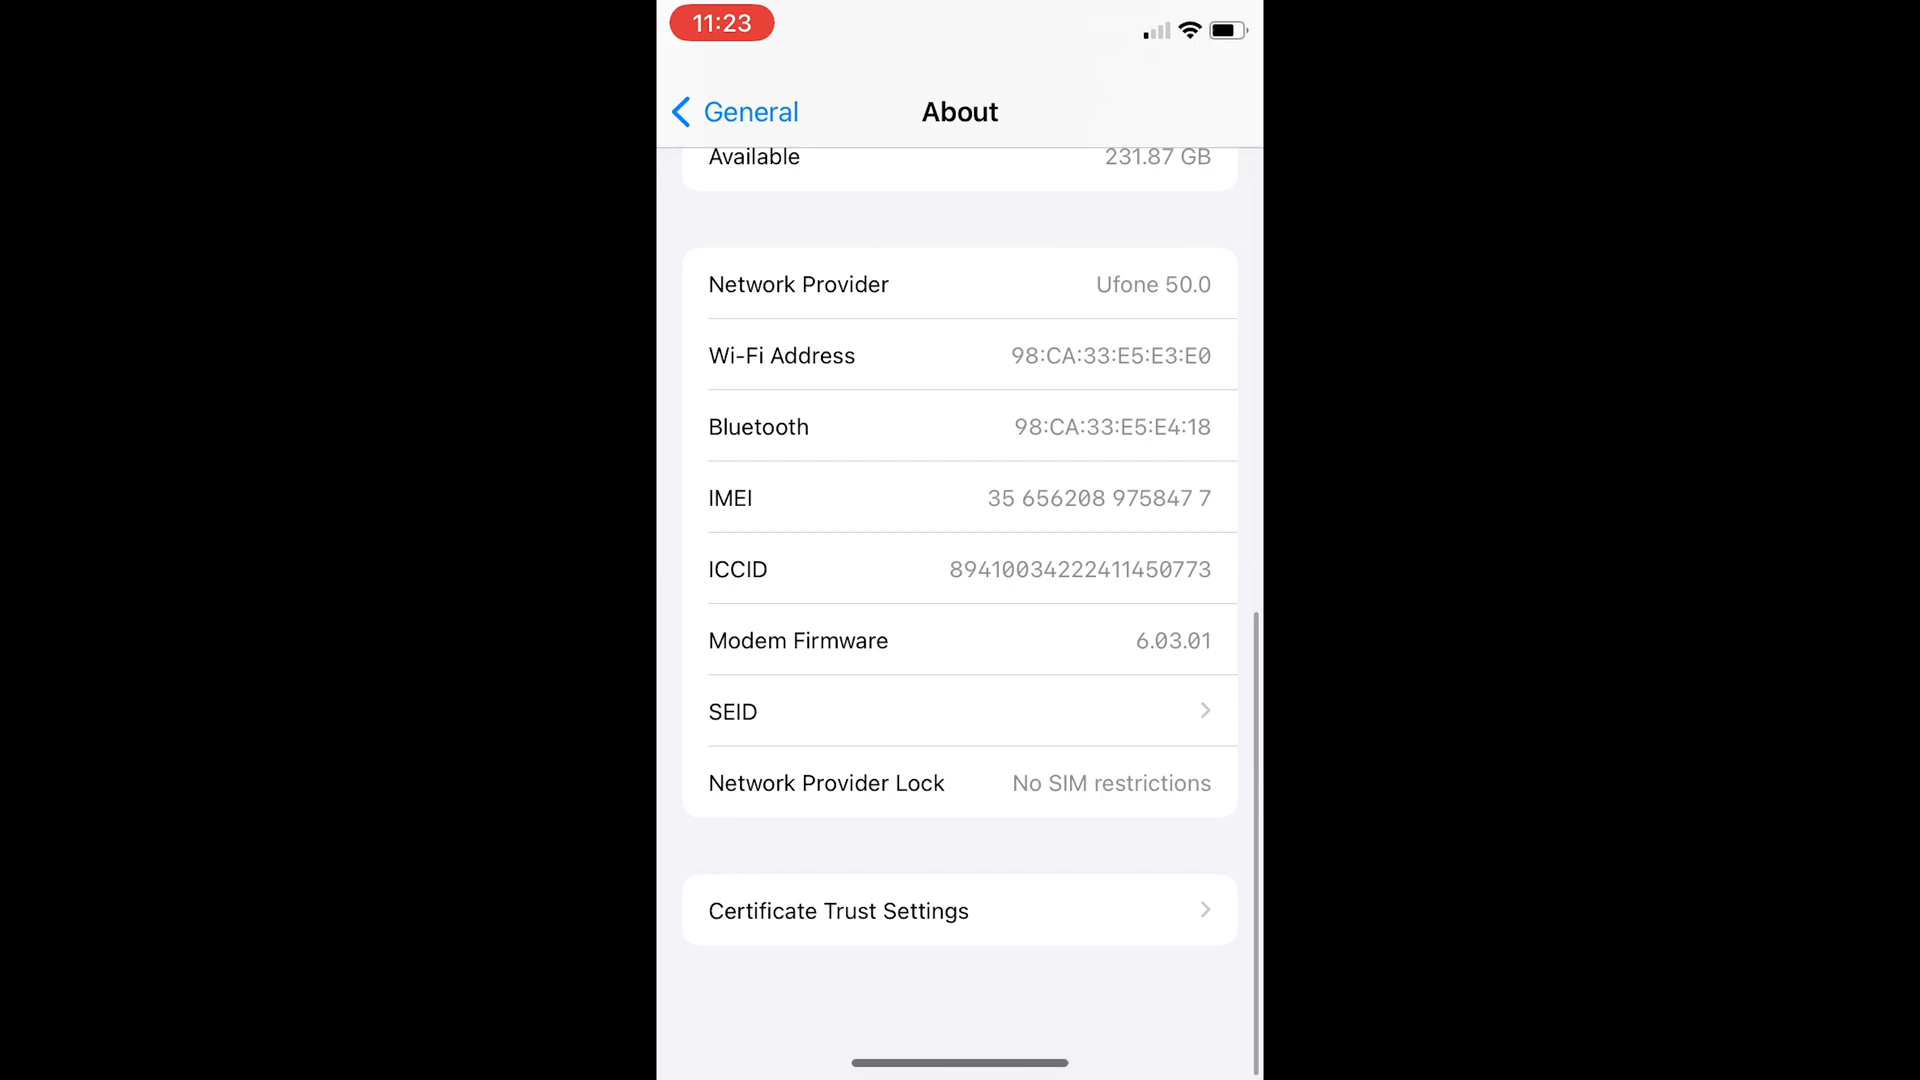 11:23
General
About
Available 231.87 GB
Network Provider Ufone 50.0
Wi-Fi Address 98:CA:33:E5:E3:E0
Bluetooth 98:CA:33:E5:E4:18
IMEI 35 656208 975847 7
ICCID 89410034222411450773
Modem Firmware 6.03.01
SEID
Network Provider Lock No SIM restrictions
Certificate Trust Settings